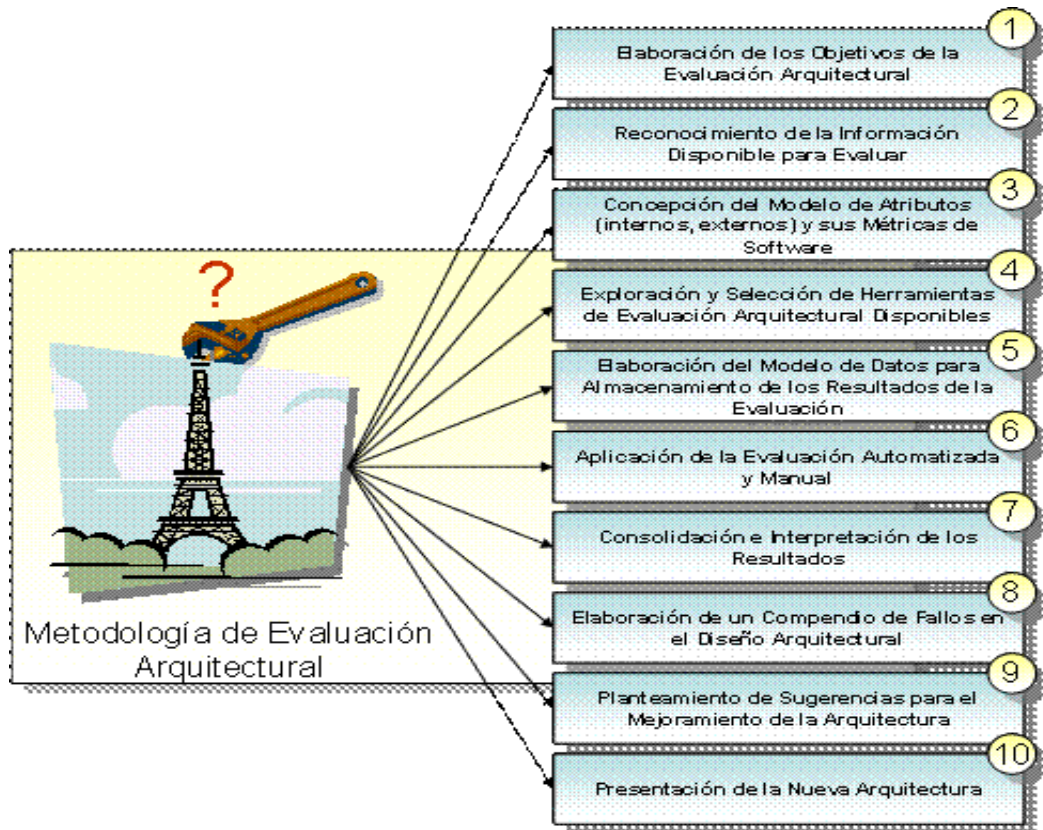 1
Elaboración de los Objetivos de la
Evaluación Arquitectural
2
Reconocimiento de la Información
Disponible para Evaluar
3
Concepción del Modelo de Atributos
(internos, externos) y sus Métricas de
Software
4
Exploración y Selección de Herramientas
de Evaluación Arquitectural Disponibles
5
Elaboración del Modelo de Datos para
Almacenamiento de los Resultados de la
Evaluación
6
Aplicación de la Evaluación Automatizada
y Manual
7
Consolidación e Interpretación de los
Resultados
8
Elaboración de un Compendio de Fallos en
el Diseño Arquitectural
9
Planteamiento de Sugerencias para el
Mejoramiento de la Arquitectura
10
Presentación de la Nueva Arquitectura
?
Metodología de Evaluación
Arquitectural